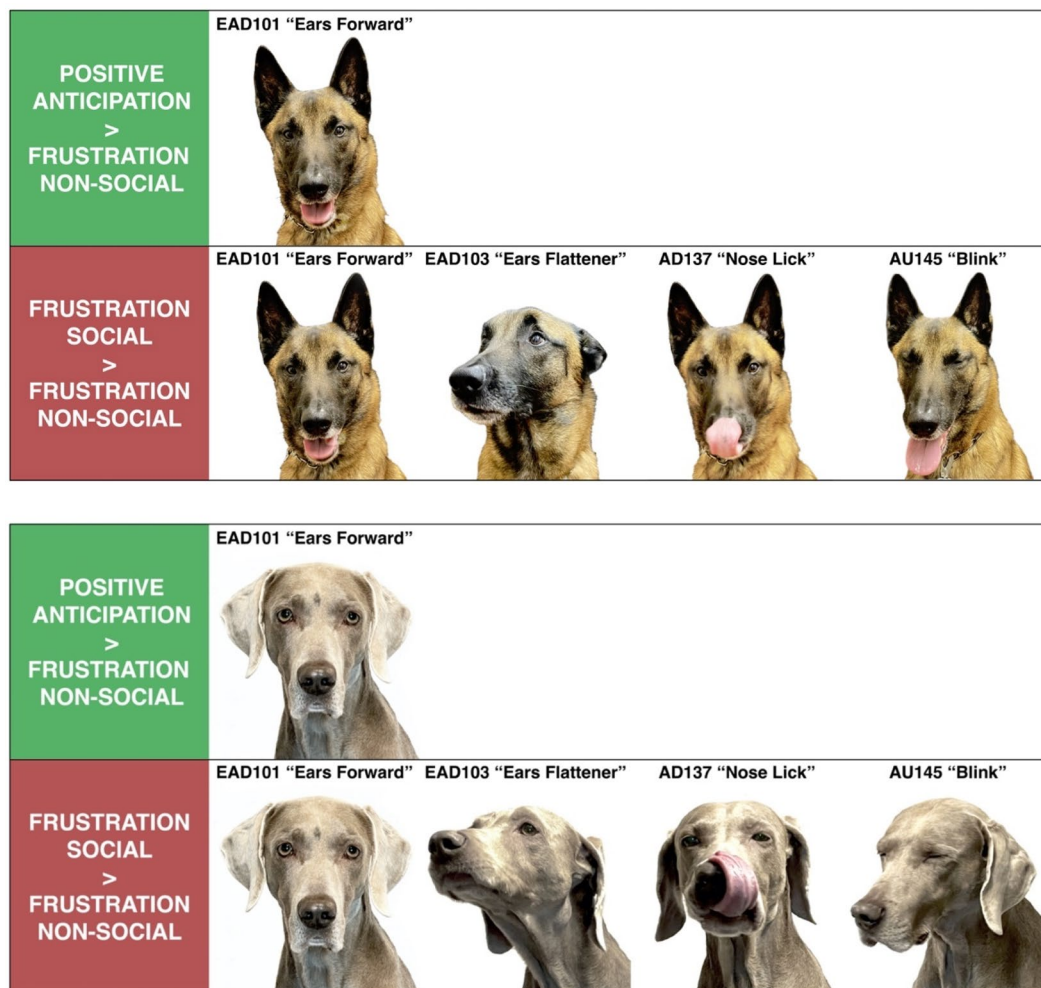 EAD101 “Ears Forward”
POSITIVE
ANTICIPATION
>
FRUSTRATION
NON-SOCIAL
EAD101 “Ears Forward” EAD103 “Ears Flattener” AD137 “Nose Lick” AU145 “Blink”
FRUSTRATION
SOCIAL
>
FRUSTRATION
NON-SOCIAL
EAD101 “Ears Forward”
POSITIVE
ANTICIPATION
>
FRUSTRATION
NON-SOCIAL
EAD101 “Ears Forward” EAD103 “Ears Flattener” AD137 “Nose Lick” AU145 “Blink”
FRUSTRATION
SOCIAL
>
FRUSTRATION
NON-SOCIAL